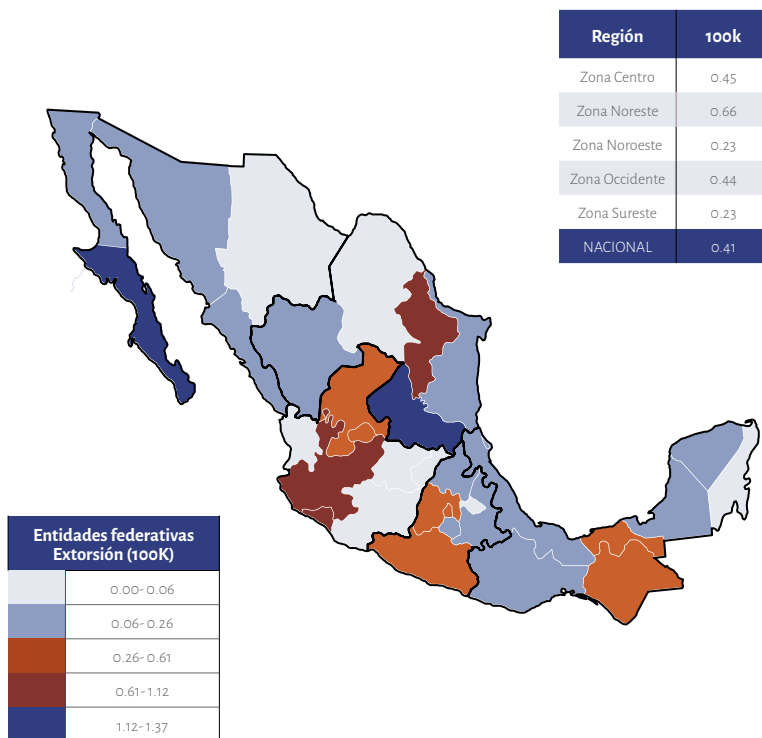 Región 100k
Zona Centro 0.45
Zona Noreste 0.66
Zona Noroeste 0.23
Zona Occidente 0.44
Zona Sureste 0.23
NACIONAL 0.41
Entidades federativas
Extorsión (100K)
0.00-0.06
0.06-0.26
0.26-0.61
0.61-1.12
1.12-1.37